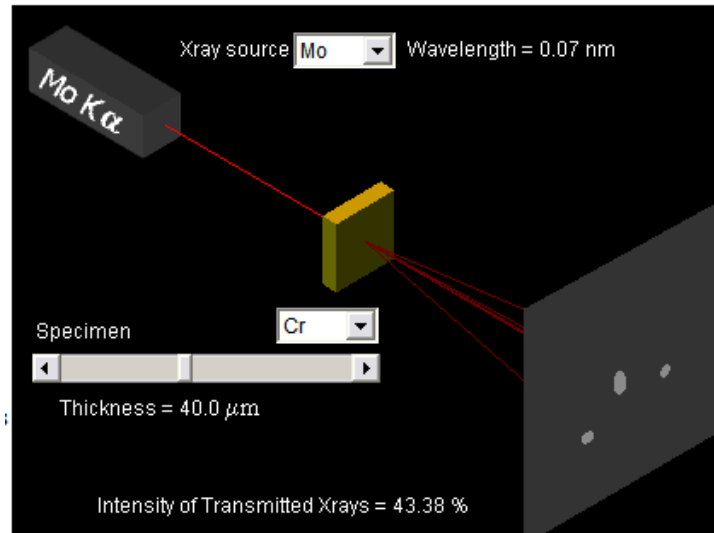 Xray source Mo Wavelength = 0.07 nm
Mo Kα
Specimen Cr
Thickness = 40.0 μm
Intensity of Transmitted Xrays = 43.38 %